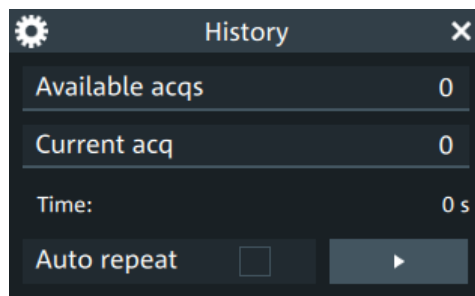 History
Available acqs 0
Current acq 0
Time: 0 s
Auto repeat